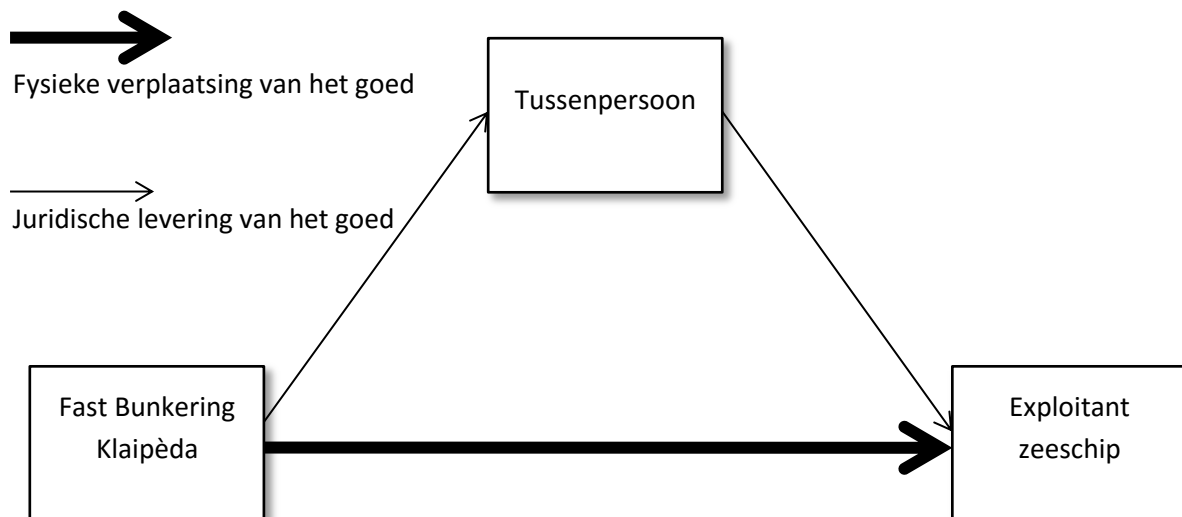 Fysieke verplaatsing van het goed
Tussenpersoon
Juridische levering van het goed
Fast Bunkering
Klaipèda
Exploitant
zeeschip